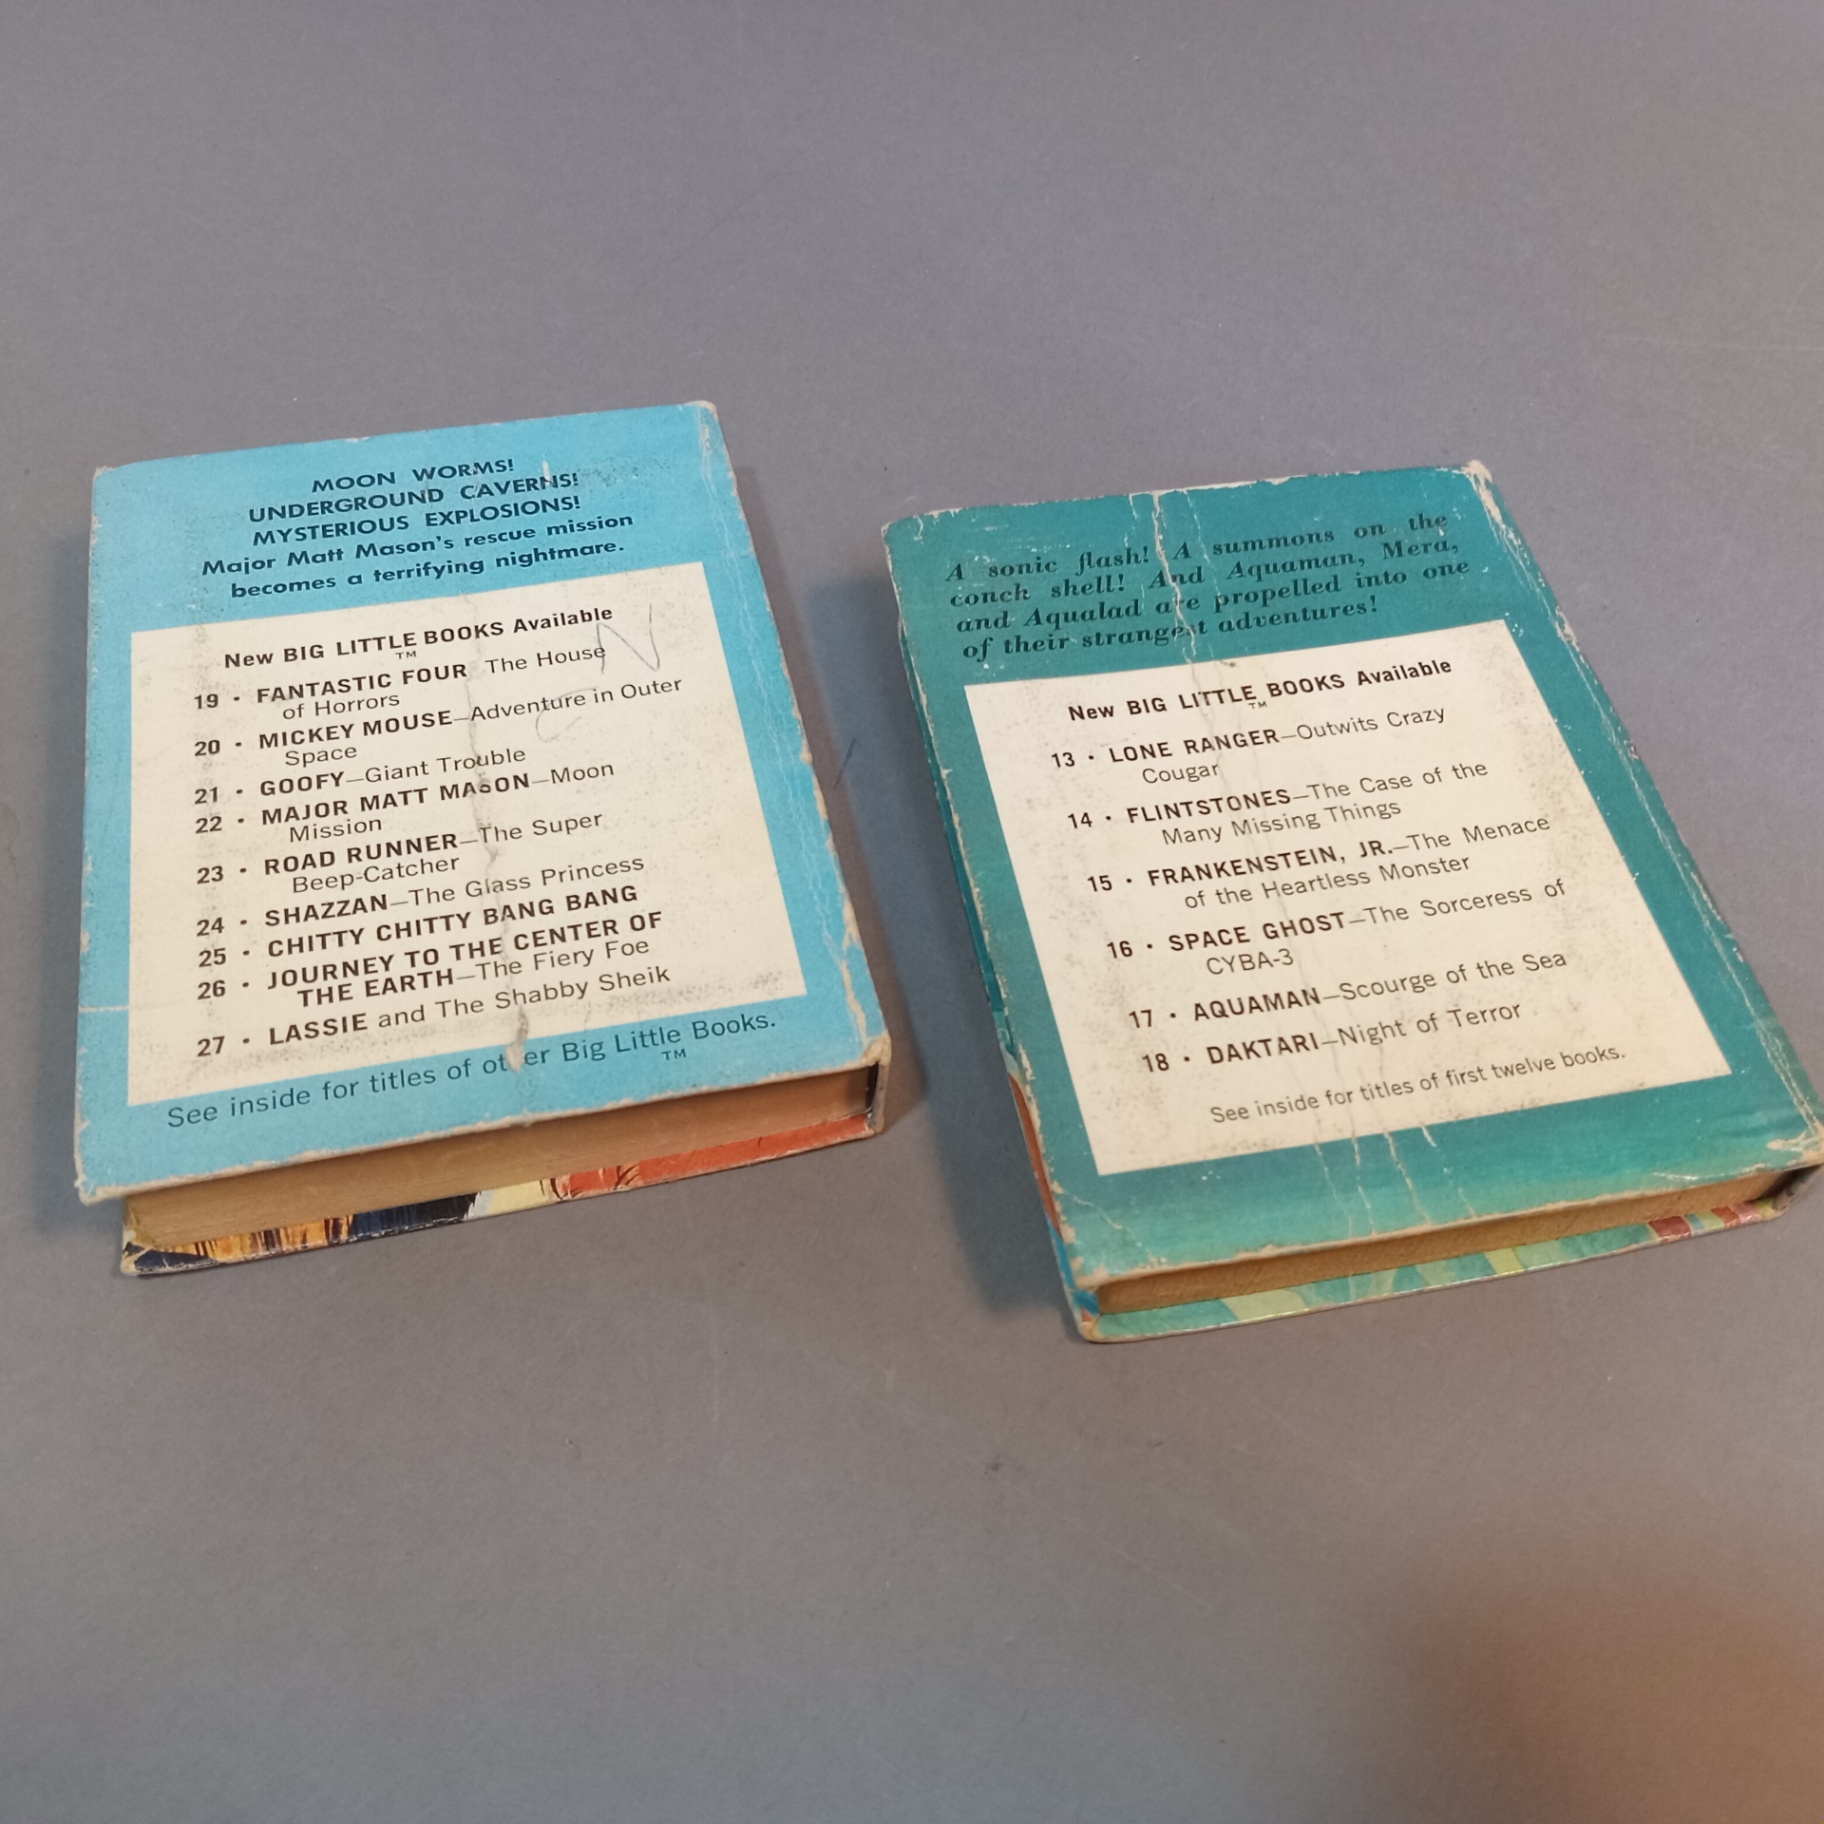 MOON WORMS!
UNDERGROUND CAVERNS!
MYSTERIOUS EXPLOSIONS!
Major Matt Mason's rescue mission
becomes a terrifying nightmare.
New BIG LITTLE BOOKS Available
TM
19 • FANTASTIC FOUR The House
of Horrors
20 • MICKEY MOUSE—Adventure in Outer
Space
21 • GOOFY—Giant Trouble
22 • MAJOR MATT MASON—Moon
Mission
23 • ROAD RUNNER—The Super
Beep-Catcher
24 • SHAZZAN—The Glass Princess
25 • CHITTY CHITTY BANG BANG
26 • JOURNEY TO THE CENTER OF
THE EARTH—The Fiery Foe
27 • LASSIE and The Shabby Sheik
See inside for titles of other Big Little Books.
TM
A sonic flash! A summons on the
conch shell! And Aquaman, Mera,
and Aqualad are propelled into one
of their strangest adventures!
New BIG LITTLE BOOKS Available
TM
13 • LONE RANGER—Outwits Crazy
Cougar
14 • FLINTSTONES—The Case of the
Many Missing Things
15 • FRANKENSTEIN, JR.—The Menace
of the Heartless Monster
16 • SPACE GHOST—The Sorceress of
CYBA-3
17 • AQUAMAN—Scourge of the Sea
18 • DAKTARI—Night of Terror
See inside for titles of first twelve books.